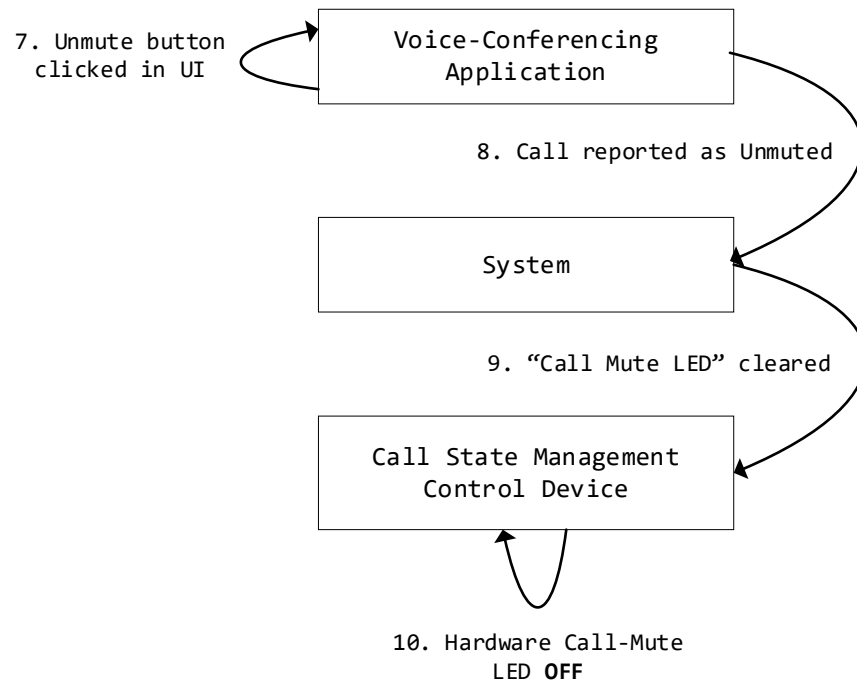 7. Unmute button
clicked in UI
Voice-Conferencing
Application
8. Call reported as Unmuted
System
9. “Call Mute LED” cleared
Call State Management
Control Device
10. Hardware Call-Mute
LED OFF